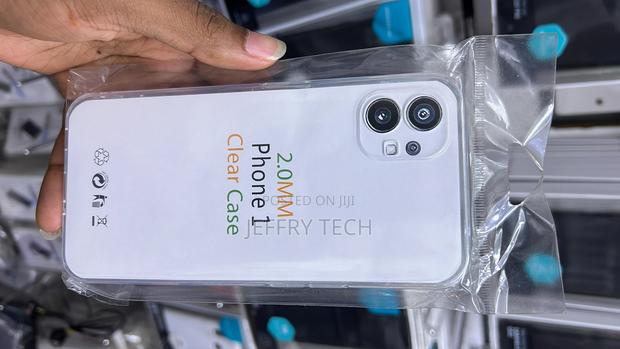 2.0MM
Phone 1
Clear Case
POSTED ON JIJI
JEFFRY TECH